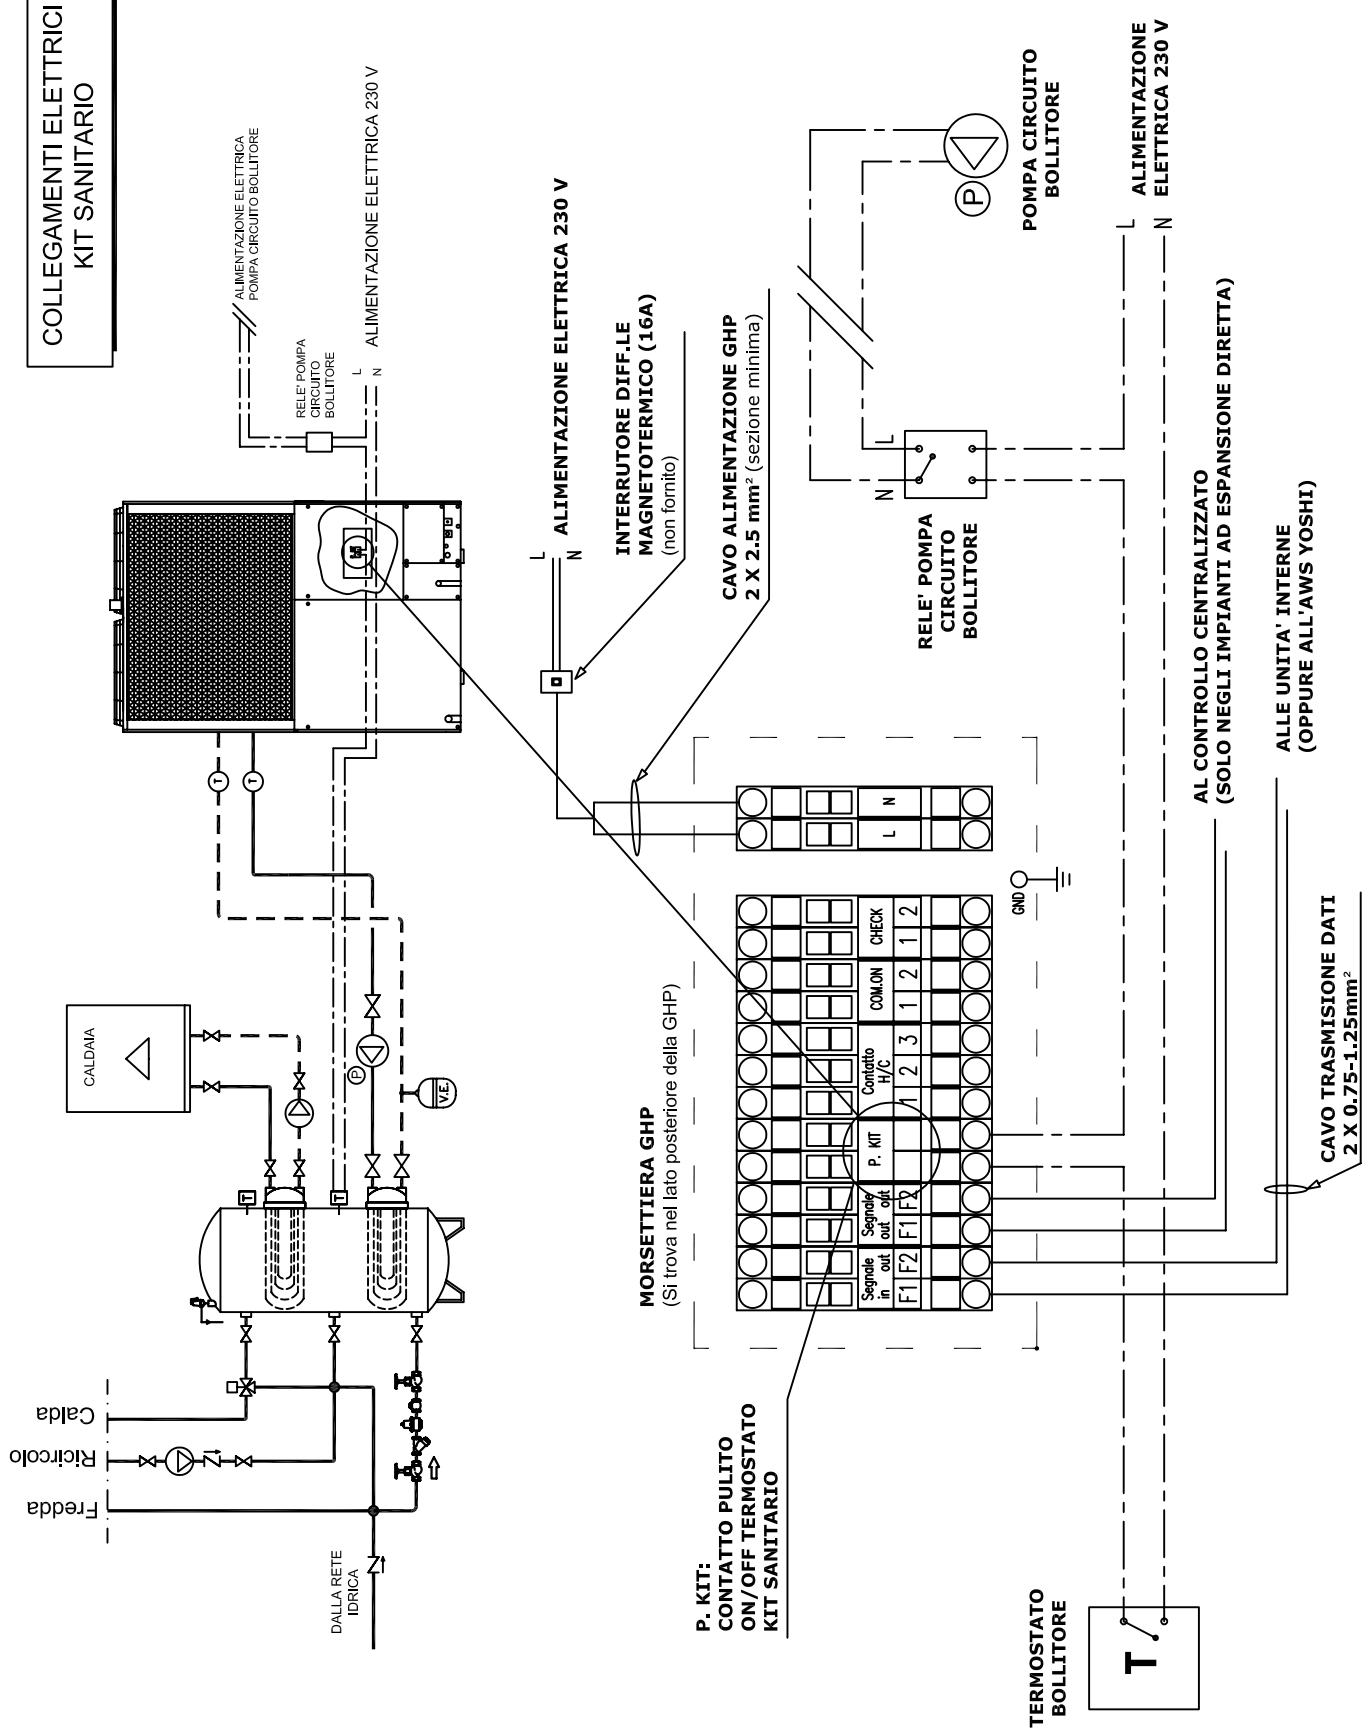 COLLEGAMENTI ELETTRICI
KIT SANITARIO
ALIMENTAZIONE ELETTRICA
POMPA CIRCUITO BOLLITORE
RELE' POMPA
CIRCUITO
BOLLITORE
L
N
ALIMENTAZIONE ELETTRICA 230 V
CALDAIA
T
T
P
V.E.
T
T
Calda
Ricircolo
Fredda
DALLA RETE
IDRICA
L
N
ALIMENTAZIONE ELETTRICA 230 V
INTERRUTORE DIFF.LE
MAGNETOTERMICO (16A)
(non fornito)
CAVO ALIMENTAZIONE GHP
2 X 2.5 mm² (sezione minima)
MORSETTIERA GHP
(Si trova nel lato posteriore della GHP)
Segnale
in
out
F1
F2
Segnale
out
out
F1
F2
P. KIT
Contatto
H/C
1
2
3
COM.ON
1
2
CHECK
1
2
L
N
GND
P. KIT:
CONTATTO PULITO
ON/OFF TERMOSTATO
KIT SANITARIO
P
POMPA CIRCUITO
BOLLITORE
N
L
RELE' POMPA
CIRCUITO
BOLLITORE
L
N
ALIMENTAZIONE
ELETTRICA 230 V
AL CONTROLLO CENTRALIZZATO
(SOLO NEGLI IMPIANTI AD ESPANSIONE DIRETTA)
ALLE UNITA' INTERNE
(OPPURE ALL'AWS YOSHI)
CAVO TRASMISIONE DATI
2 X 0.75-1.25mm²
TERMOSTATO
BOLLITORE
T